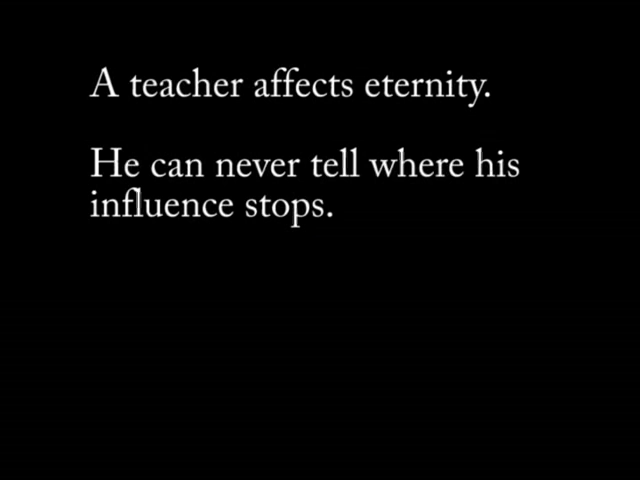 A teacher affects eternity.
He can never tell where his
influence stops.